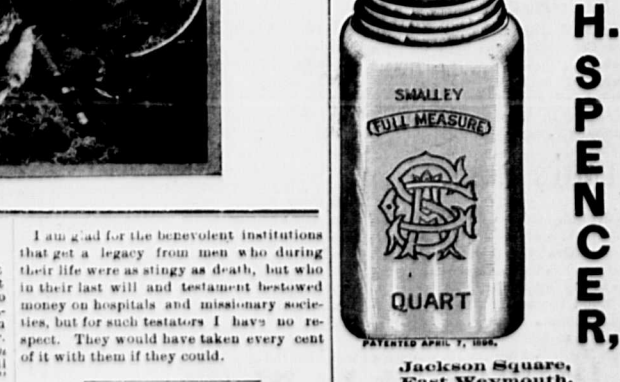 I am glad for the benevolent institutions
that get a legacy from men who during
their life were as stingy as death, but who
in their last will and testament bestowed
money on hospitals and missionary socie-
ties, but for such testators I have no re-
spect. They would have taken every cent
of it with them if they could.
SMALLEY
FULL MEASURE
QUART
PATENTED APRIL 7, 1896.
Jackson Square,
East Weymouth.
H. SPENCER,